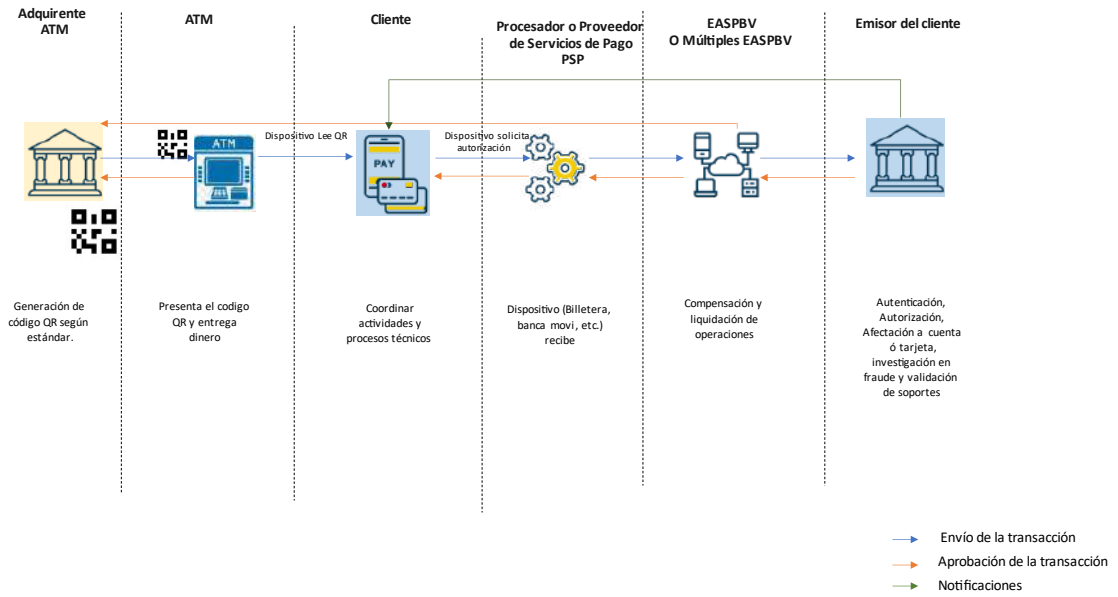 Adquirente
ATM
ATM
Cliente
Procesador o Proveedor
de Servicios de Pago
PSP
EASPBV
O Múltiples EASPBV
Emisor del cliente
Dispositivo Lee QR
Dispositivo solicita
autorización
ATM
PAY
Generación de
código QR según
estándar.
Presenta el codigo
QR y entrega
dinero
Coordinar
actividades y
procesos técnicos
Dispositivo (Billetera,
banca movi, etc.)
recibe
Compensación y
liquidación de
operaciones
Autenticación,
Autorización,
Afectación a cuenta
ó tarjeta,
investigación en
fraude y validación
de soportes
Envío de la transacción
Aprobación de la transacción
Notificaciones